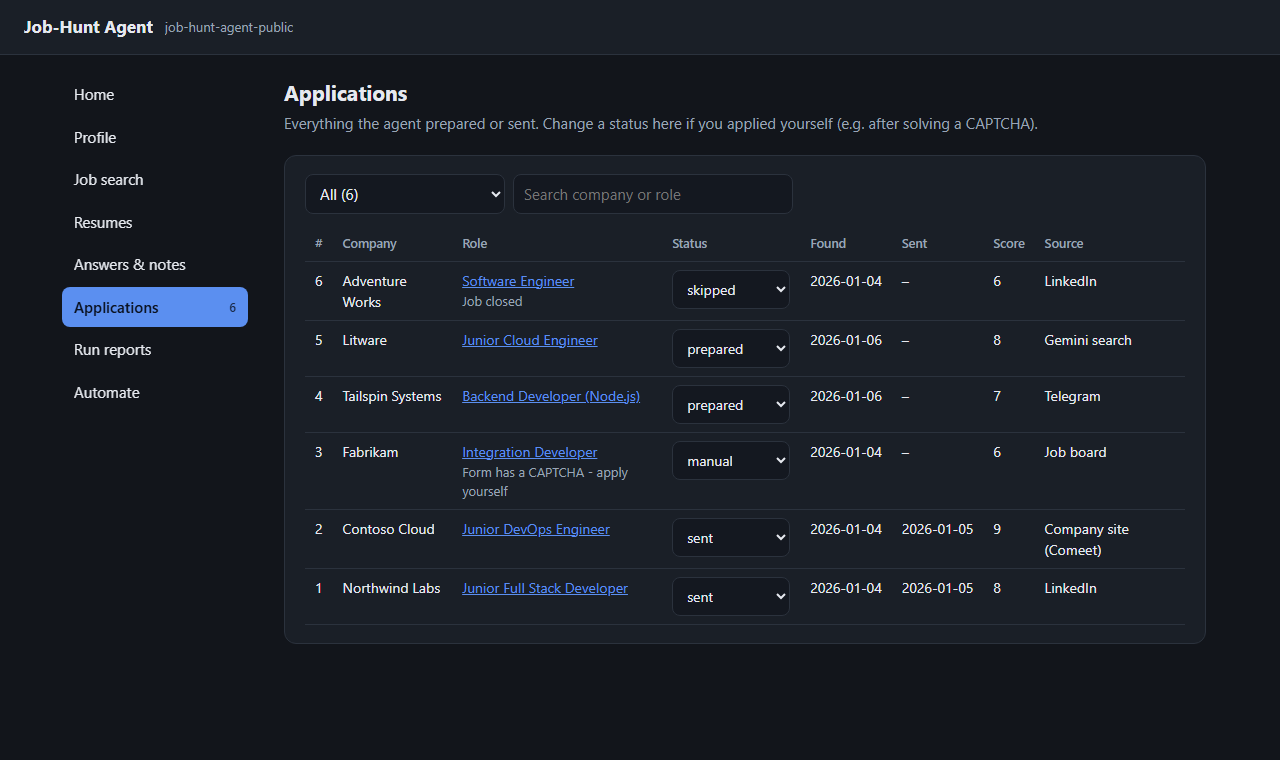 Job-Hunt Agent job-hunt-agent-public
Home
Profile
Job search
Resumes
Answers & notes
Applications 6
Run reports
Automate
Applications
Everything the agent prepared or sent. Change a status here if you applied yourself (e.g. after solving a CAPTCHA).
All (6) Search company or role
# Company Role Status Found Sent Score Source
6 Adventure Works Software Engineer skipped 2026-01-04 – 6 LinkedIn
Job closed
5 Litware Junior Cloud Engineer prepared 2026-01-06 – 8 Gemini search
4 Tailspin Systems Backend Developer (Node.js) prepared 2026-01-06 – 7 Telegram
3 Fabrikam Integration Developer manual 2026-01-04 – 6 Job board
Form has a CAPTCHA - apply
yourself
2 Contoso Cloud Junior DevOps Engineer sent 2026-01-04 2026-01-05 9 Company site
(Comeet)
1 Northwind Labs Junior Full Stack Developer sent 2026-01-04 2026-01-05 8 LinkedIn